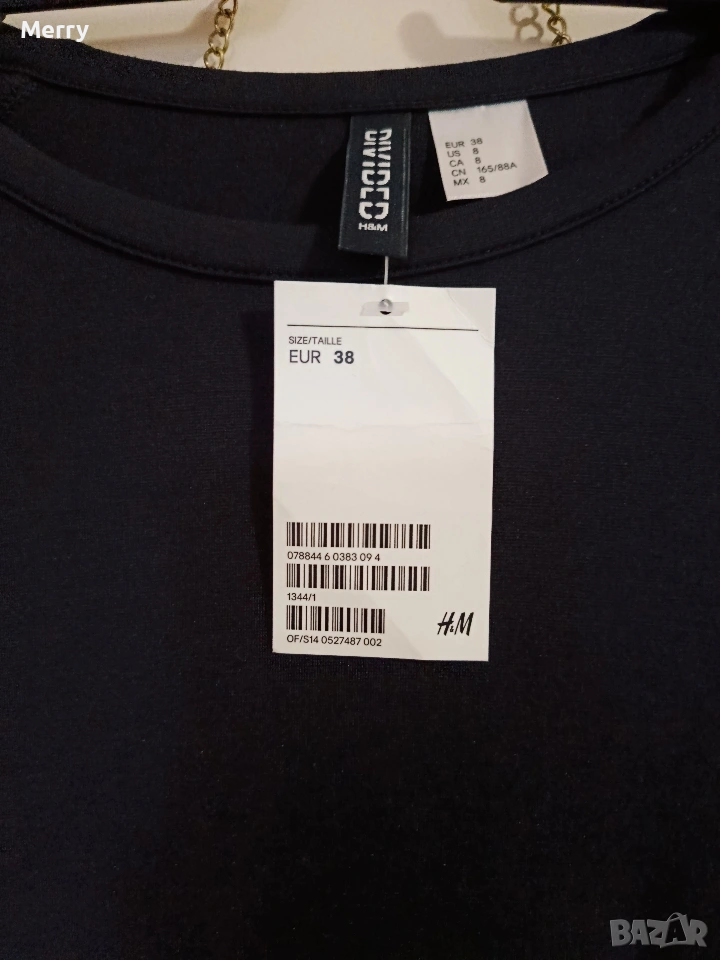 Merry
DIVIDED
H&M
EUR 38
US 8
CA 8
CN 165/88A
MX 8
SIZE/TAILLE
EUR 38
078844 6 0383 09 4
1344/1
OF/S14 0527487 002
H&M
BAZAR